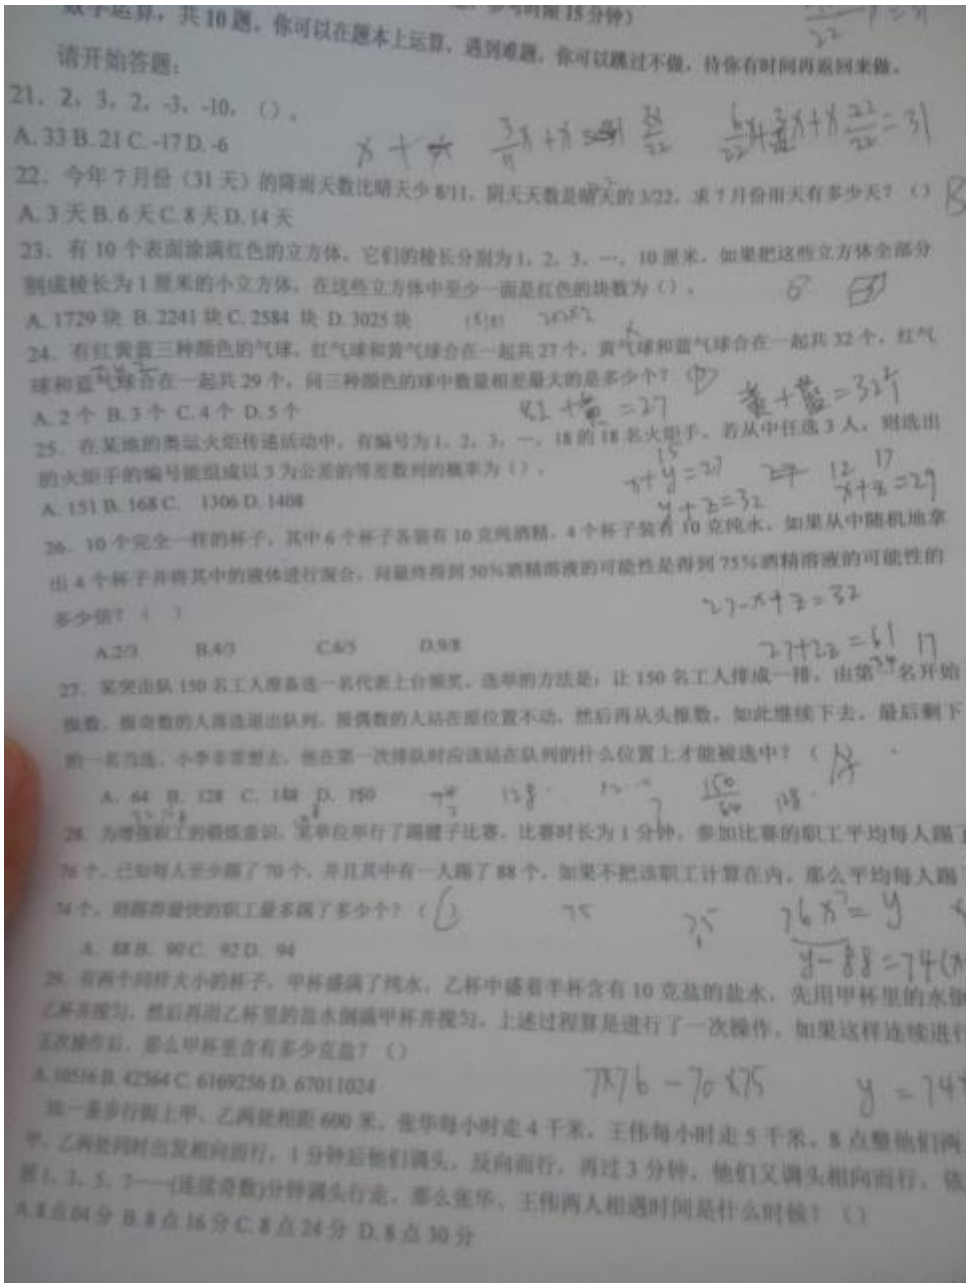 共10题，你可以在题本上运算，遇到难题，你可以跳过不做，待你有时间再返回来做。
请开始答题：
21．2，3，2，-3，-10，（）。
A. 33 B. 21 C. -17 D. -6
22．今年7月份（31天）的降雨天数比晴天少8/11，阴天天数是晴天的3/22，求7月份雨天有多少天？（）B
A. 3天 B. 6天 C. 8天 D. 14天
23．有10个表面涂满红色的立方体，它们的棱长分别为1，2，3，…，10厘米，如果把这些立方体全部分
割成棱长为1厘米的小立方体，在这些立方体中至少一面是红色的块数为（）。
A. 1729块 B. 2241块 C. 2584块 D. 3025块
24．有红黄蓝三种颜色的气球，红气球和黄气球合在一起共27个，黄气球和蓝气球合在一起共32个，红气
球和蓝气球合在一起共29个，问三种颜色的球中数量相差最大的是多少个？
A. 2个 B. 3个 C. 4个 D. 5个
红+黄=27 黄+蓝=32个
25．在某地的奥运火炬传递活动中，有编号为1，2，3，…，18的18名火炬手，若从中任选3人，则选出
的火炬手的编号能组成以3为公差的等差数列的概率为（）。
x+y=27 12 17
x+z=29
A. 151 B. 168 C. 1306 D. 1408
y+z=32
26．10个完全一样的杯子，其中6个杯子各装有10克纯酒精，4个杯子装有10克纯水，如果从中随机地拿
出4个杯子并将其中的液体进行混合，问最终得到50%酒精溶液的可能性是得到75%酒精溶液的可能性的
多少倍？（ ）
27-x+z=32
A.2/3 B.4/3 C.6/5 D.9/8
27+2z=61 17
27．某突击队150名工人准备选一名代表上台领奖。选举的方法是：让150名工人排成一排，由第一名开始
报数，报奇数的人落选退出队列，报偶数的人站在原位置不动，然后再从头报数，如此继续下去，最后剩下
的一名当选。小李非常想去，他在第一次排队时应该站在队列的什么位置上才能被选中？（
A．64 B．128 C．148 D．150
28．为增强职工的锻炼意识，某单位举行了踢毽子比赛，比赛时长为1分钟，参加比赛的职工平均每人踢了
76个，已知每人至少踢了70个，并且其中有一人踢了88个，如果不把该职工计算在内，那么平均每人踢
74个，则踢得最快的职工最多踢了多少个？（
76x=y
A．88 B．90 C．92 D．94
y-88=74(x
29．有两个同样大小的杯子，甲杯盛满了纯水，乙杯中盛着半杯含有10克盐的盐水，先用甲杯里的水倒
乙杯并搅匀，然后再用乙杯里的盐水倒满甲杯并搅匀，上述过程算是进行了一次操作，如果这样连续进行
五次操作后，那么甲杯里含有多少克盐？（）
A. 10516 B. 42564 C. 6169256 D. 67011024
7×76-70×75 y=74
30.一条步行街上甲、乙两处相距600米，张华每小时走4千米，王伟每小时走5千米，8点整他们两
甲、乙两处同时出发相向而行，1分钟后他们调头，反向而行，再过3分钟，他们又调头相向而行，依
照1，3，5，7……(连续奇数)分钟调头行走，那么张华、王伟两人相遇时间是什么时候？（）
A.8点04分 B.8点16分 C.8点24分 D.8点30分